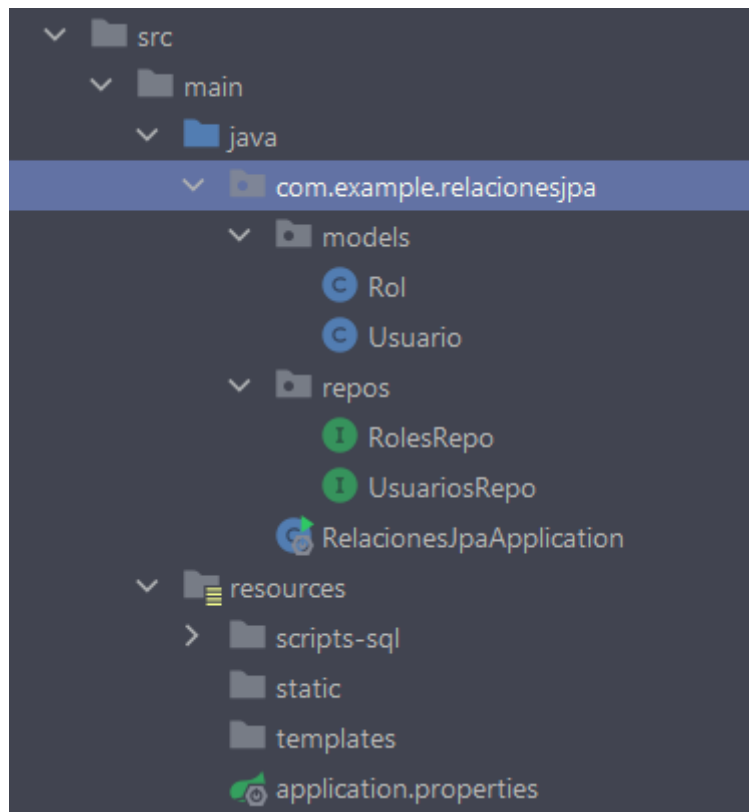 src
main
java
com.example.relacionesjpa
models
C Rol
C Usuario
repos
I RolesRepo
I UsuariosRepo
RelacionesJpaApplication
resources
scripts-sql
static
templates
application.properties